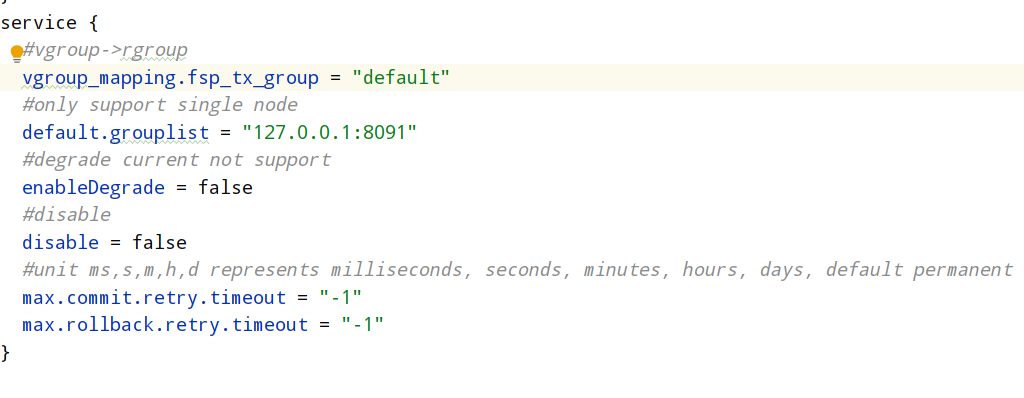 service {
#vgroup->rgroup
vgroup_mapping.fsp_tx_group = "default"
#only support single node
default.grouplist = "127.0.0.1:8091"
#degrade current not support
enableDegrade = false
#disable
disable = false
#unit ms,s,m,h,d represents milliseconds, seconds, minutes, hours, days, default permanent
max.commit.retry.timeout = "-1"
max.rollback.retry.timeout = "-1"
}